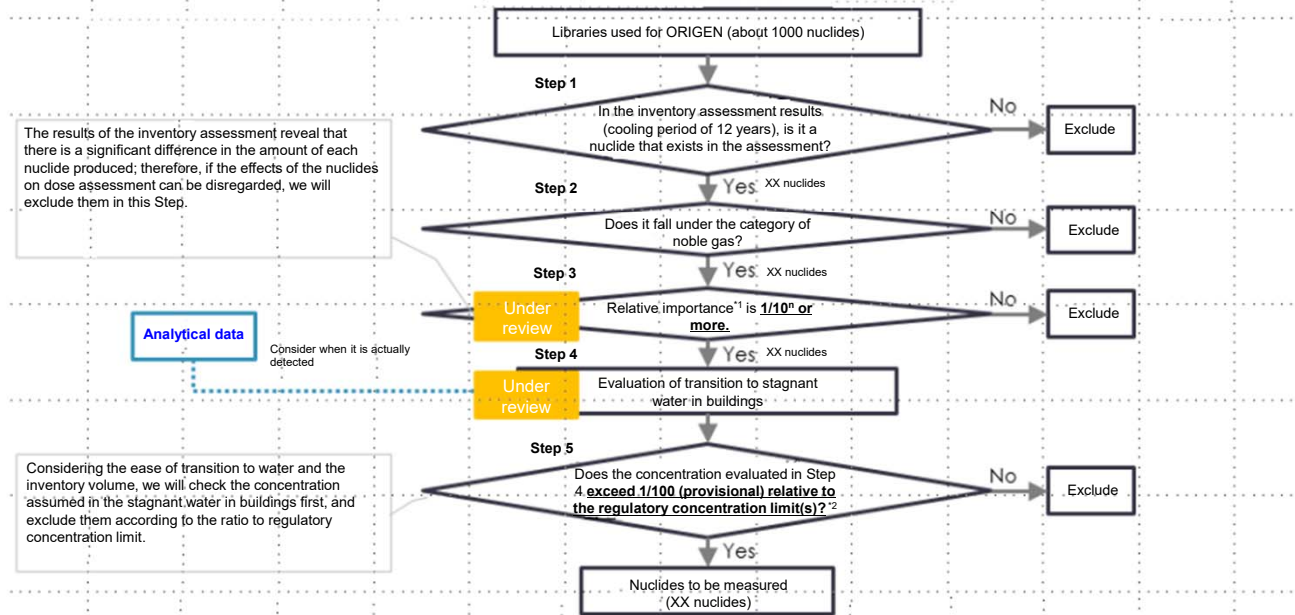 Libraries used for ORIGEN (about 1000 nuclides)
Step 1
In the inventory assessment results
(cooling period of 12 years), is it a
nuclide that exists in the assessment?
No
Exclude
The results of the inventory assessment reveal that
there is a significant difference in the amount of each
nuclide produced; therefore, if the effects of the nuclides
on dose assessment can be disregarded, we will
exclude them in this Step.
Yes
XX nuclides
Step 2
Does it fall under the category of
noble gas?
No
Exclude
Yes
XX nuclides
Step 3
Under
review
Relative importance*1 is 1/10ⁿ or
more.
No
Exclude
Yes
XX nuclides
Analytical data
Consider when it is actually
detected
Step 4
Under
review
Evaluation of transition to stagnant
water in buildings
Step 5
Considering the ease of transition to water and the
inventory volume, we will check the concentration
assumed in the stagnant water in buildings first, and
exclude them according to the ratio to regulatory
concentration limit.
Does the concentration evaluated in Step
4 exceed 1/100 (provisional) relative to
the regulatory concentration limit(s)?*2
No
Exclude
Yes
Nuclides to be measured
(XX nuclides)